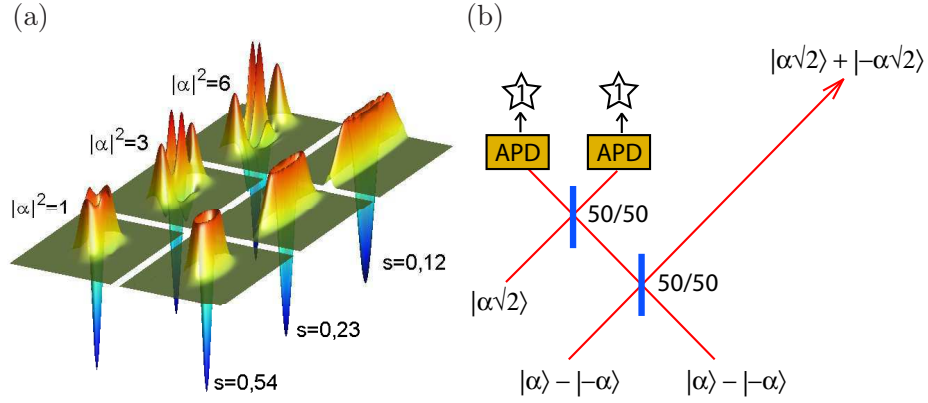 (a)
|α|²=6
|α|²=3
|α|²=1
s=0,12
s=0,23
s=0,54
(b)
|α√2⟩ + |-α√2⟩
1 1
APD APD
50/50
50/50
|α√2⟩
|α⟩ – |-α⟩ |α⟩ – |-α⟩